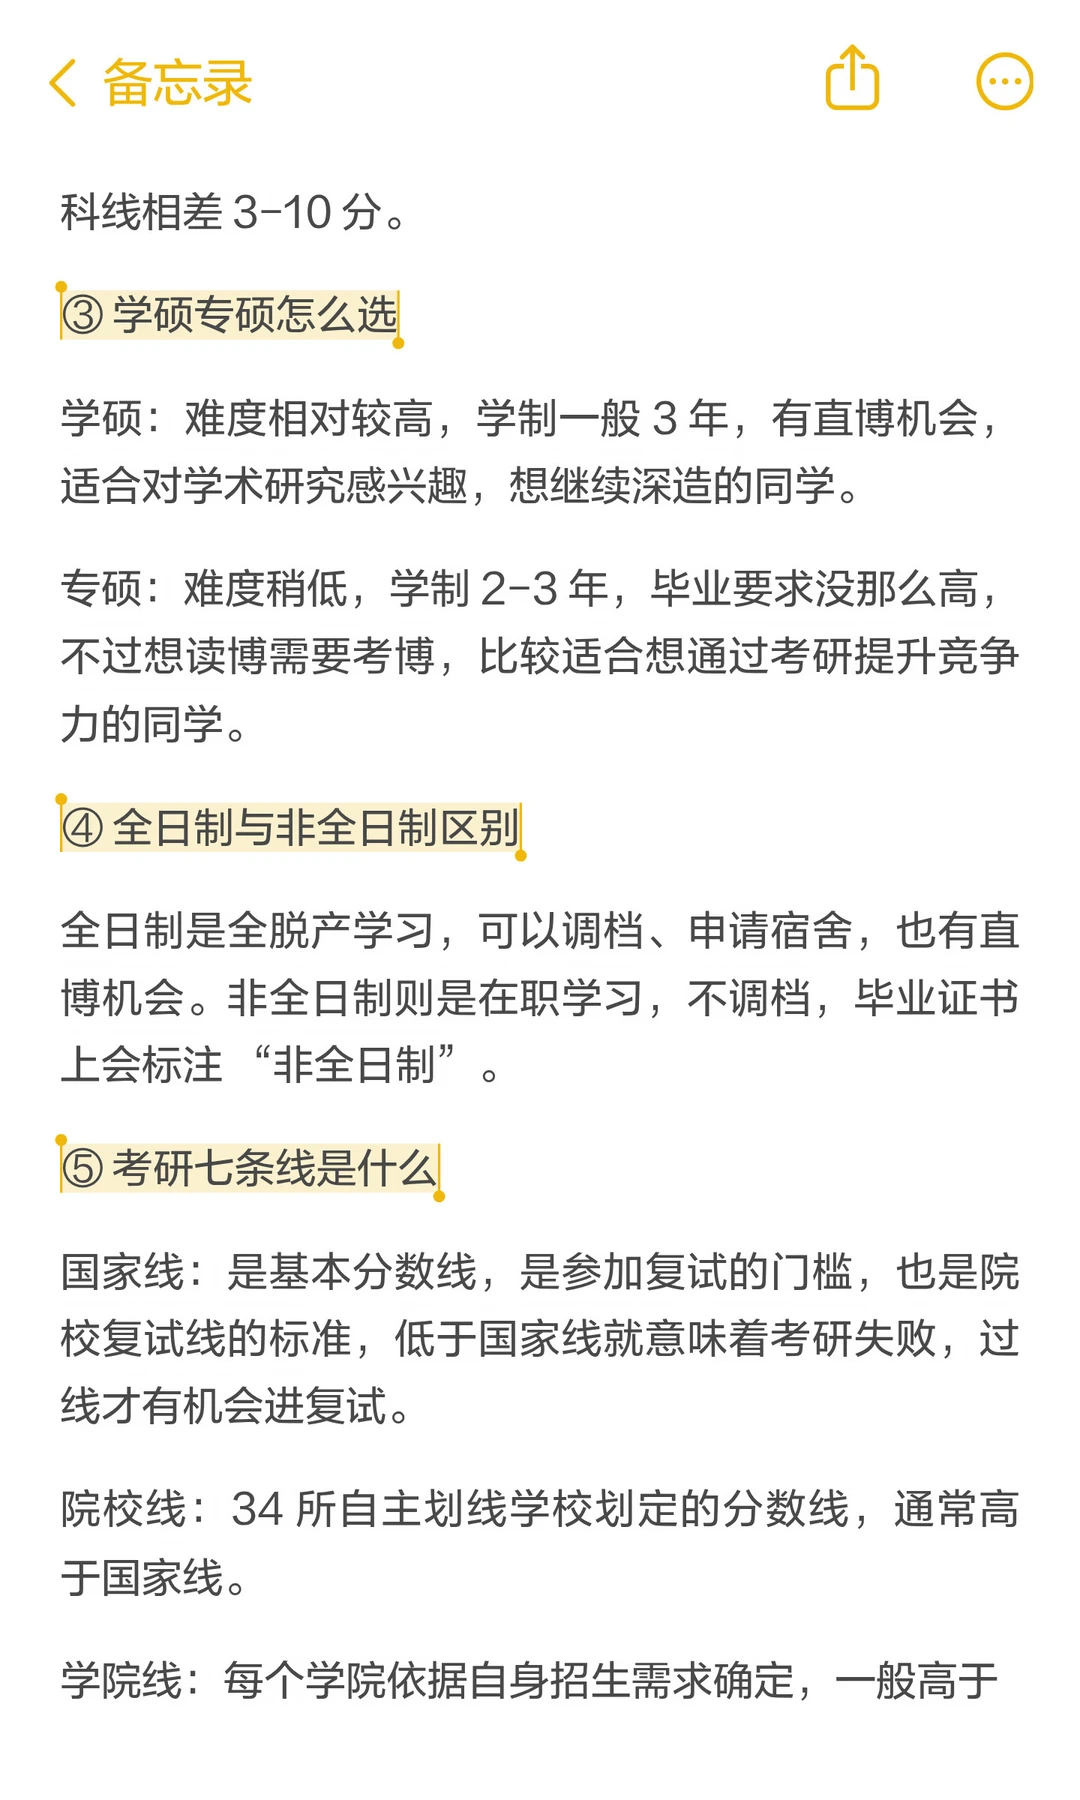 备忘录
科线相差 3-10 分。
③ 学硕专硕怎么选
学硕：难度相对较高，学制一般 3 年，有直博机会，
适合对学术研究感兴趣，想继续深造的同学。
专硕：难度稍低，学制 2-3 年，毕业要求没那么高，
不过想读博需要考博，比较适合想通过考研提升竞争
力的同学。
④ 全日制与非全日制区别
全日制是全脱产学习，可以调档、申请宿舍，也有直
博机会。非全日制则是在职学习，不调档，毕业证书
上会标注 “非全日制” 。
⑤ 考研七条线是什么
国家线：是基本分数线，是参加复试的门槛，也是院
校复试线的标准，低于国家线就意味着考研失败，过
线才有机会进复试。
院校线：34 所自主划线学校划定的分数线，通常高
于国家线。
学院线：每个学院依据自身招生需求确定，一般高于